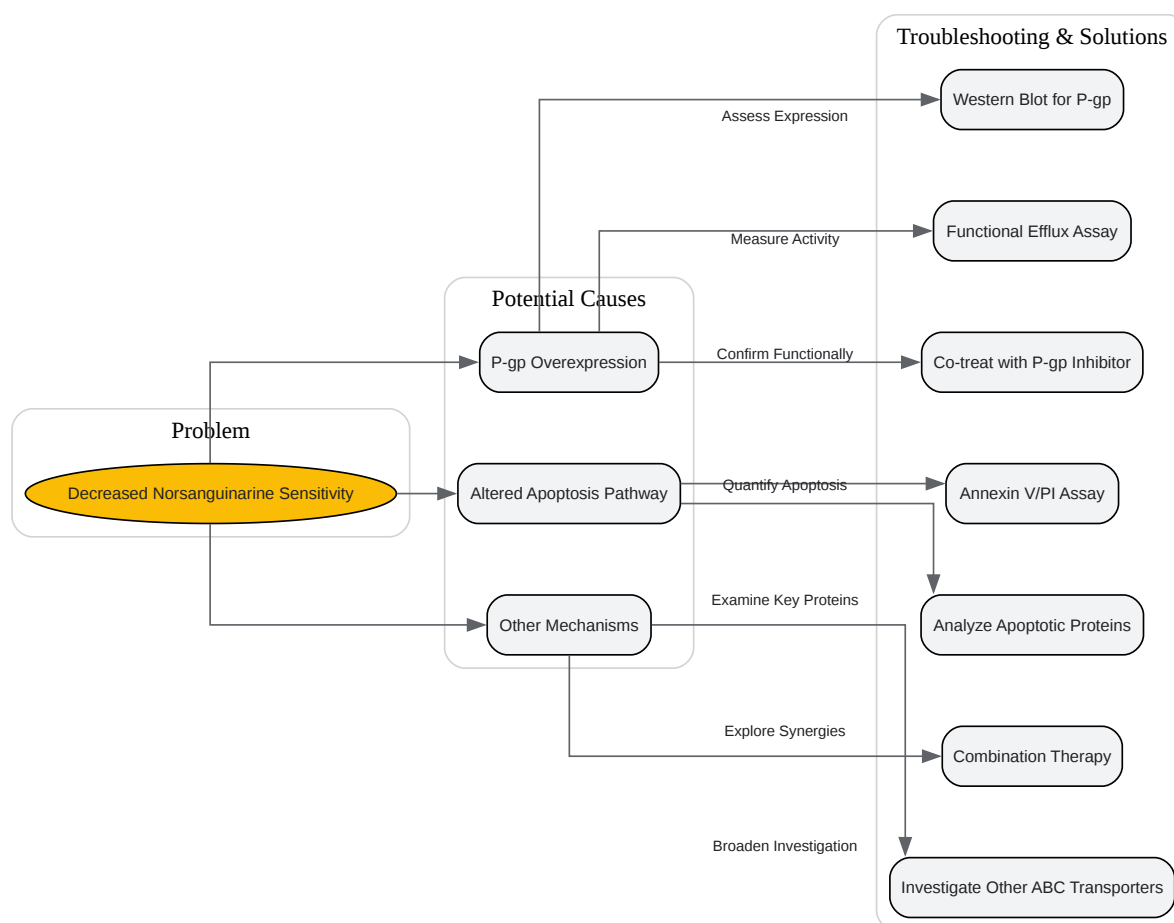 Troubleshooting & Solutions
Western Blot for P-gp
Assess Expression
Functional Efflux Assay
Measure Activity
Potential Causes
P-gp Overexpression
Confirm Functionally
Co-treat with P-gp Inhibitor
Problem
Decreased Norsanguinarine Sensitivity
Altered Apoptosis Pathway
Quantify Apoptosis
Annexin V/PI Assay
Examine Key Proteins
Other Mechanisms
Analyze Apoptotic Proteins
Explore Synergies
Combination Therapy
Broaden Investigation
Investigate Other ABC Transporters